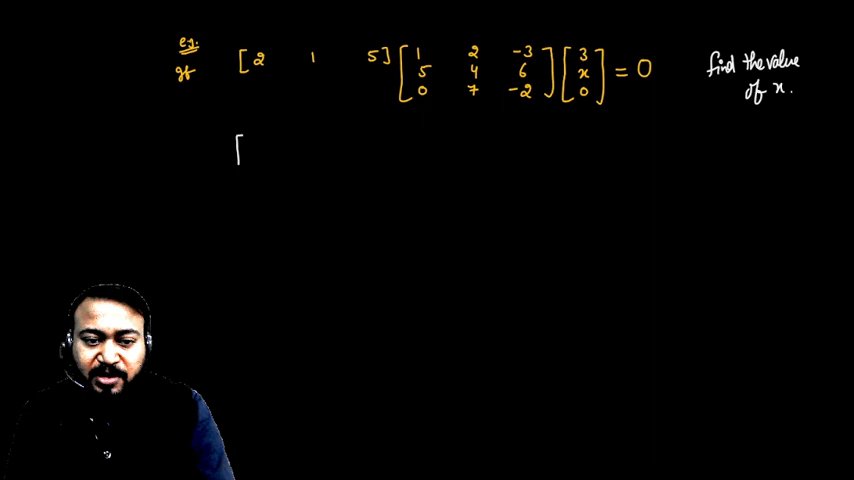 eg.
If [2 1 5] [1 2 -3 [3
5 4 6 x
0 7 -2] 0] = 0
find the value
of x.
[